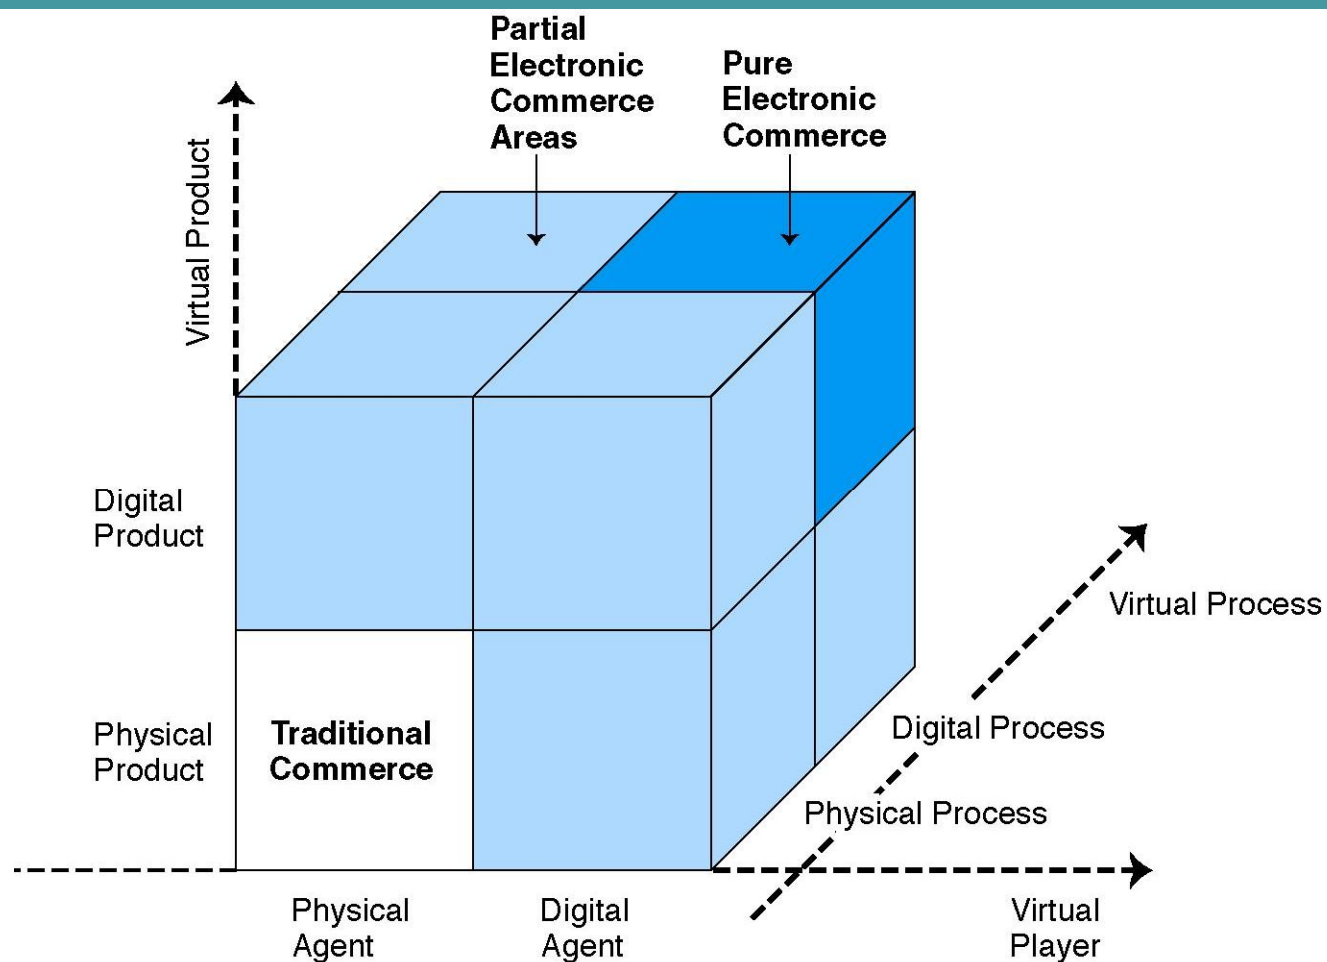 Partial
Electronic
Commerce
Areas
Pure
Electronic
Commerce
Virtual Product
Digital
Product
Physical
Product
Traditional
Commerce
Virtual Process
Digital Process
Physical Process
Physical
Agent
Digital
Agent
Virtual
Player